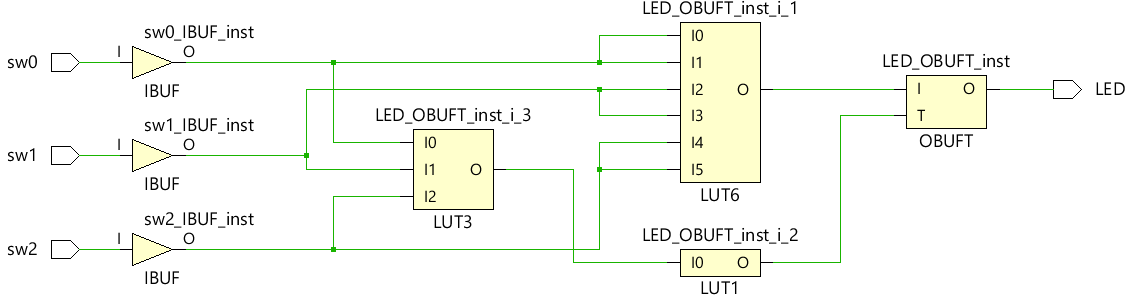 LED_OBUFT_inst_i_1
sw0_IBUF_inst
I O
sw0
IBUF
I0
I1
I2
I3
I4
I5
O
LUT6
LED_OBUFT_inst
I O
T
OBUFT
LED
LED_OBUFT_inst_i_3
I0
I1 O
I2
LUT3
sw1_IBUF_inst
I O
sw1
IBUF
sw2_IBUF_inst
I O
sw2
IBUF
LED_OBUFT_inst_i_2
I0 O
LUT1